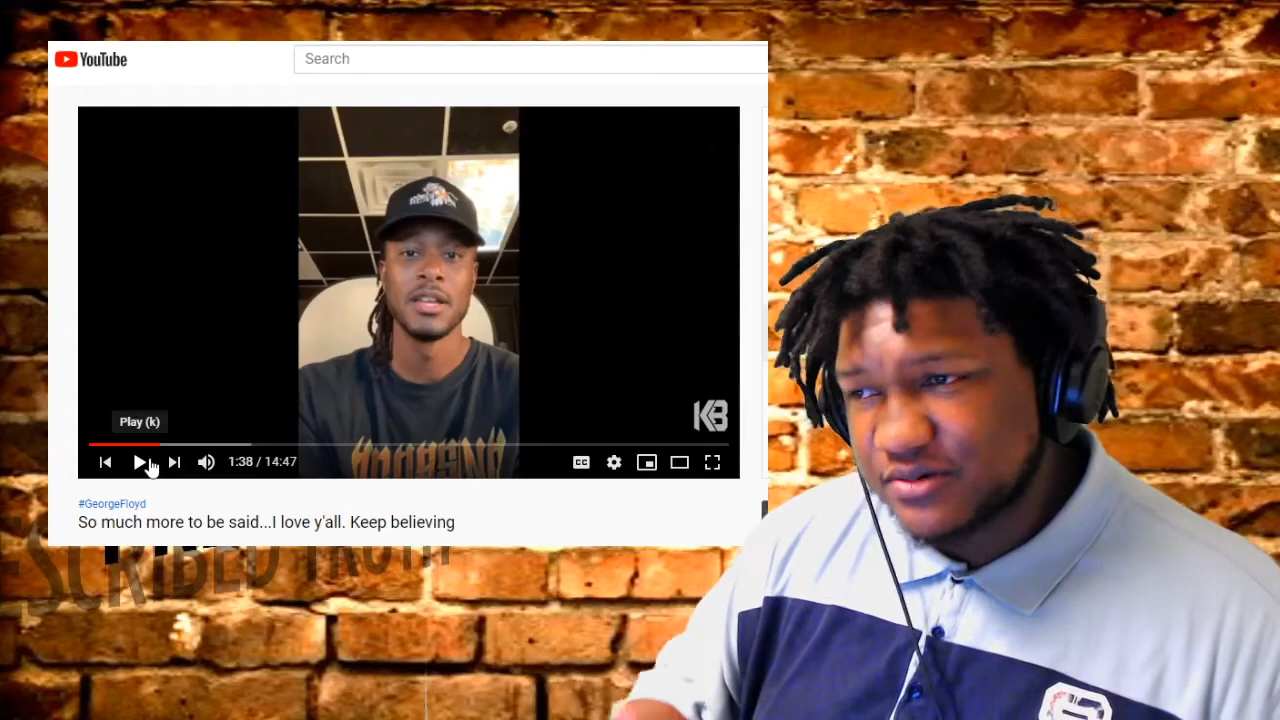 YouTube
Search
Play (k)
KB
1:38 / 14:47
CC
#GeorgeFloyd
So much more to be said...I love y'all. Keep believing